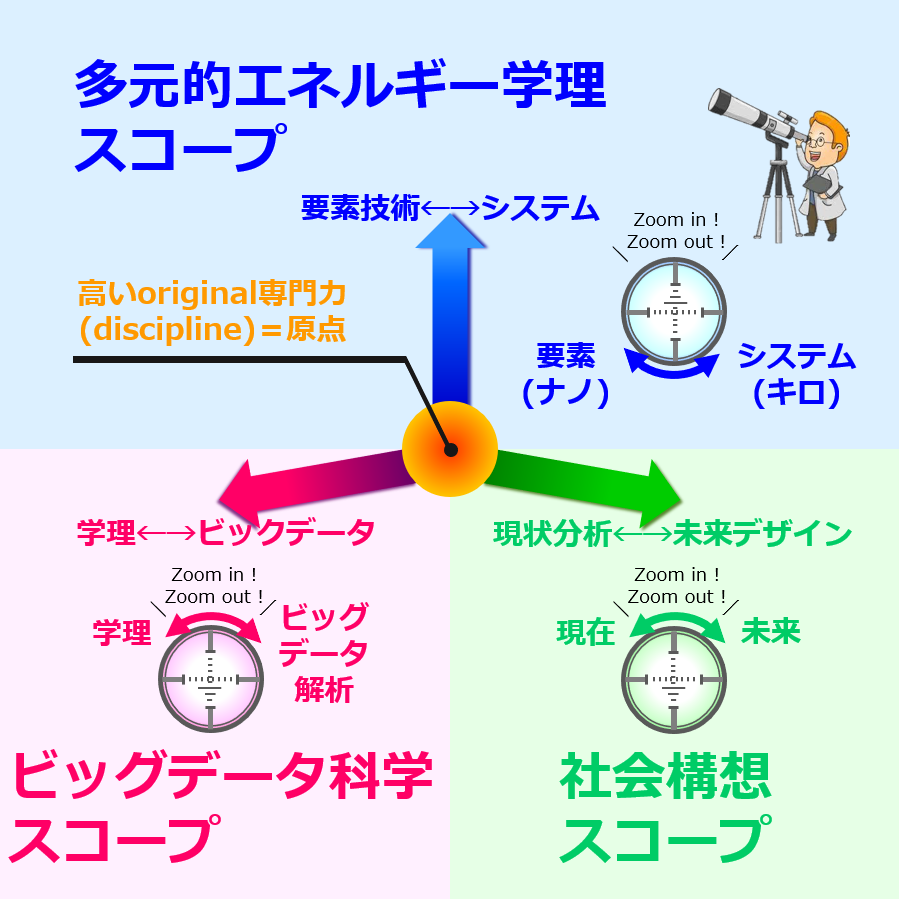 多元的エネルギー学理
スコープ
要素技術←→システム
Zoom in !
Zoom out !
高いoriginal専門力
(discipline)＝原点
要素
(ナノ)
システム
(キロ)
学理←→ビックデータ
Zoom in !
Zoom out !
学理
ビッグ
データ
解析
ビッグデータ科学
スコープ
現状分析←→未来デザイン
Zoom in !
Zoom out !
現在
未来
社会構想
スコープ